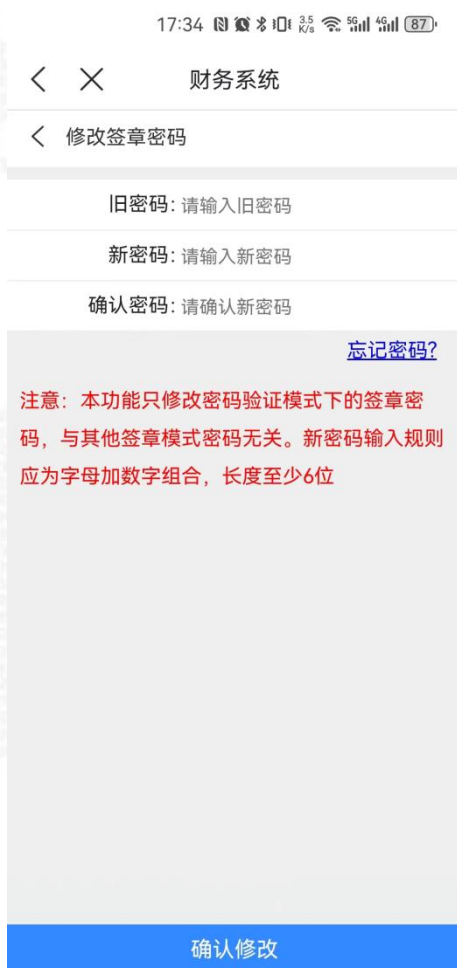 17:34 3.5 K/s 5G 4G 87
财务系统
修改签章密码
旧密码: 请输入旧密码
新密码: 请输入新密码
确认密码: 请确认新密码
忘记密码?
注意：本功能只修改密码验证模式下的签章密
码，与其他签章模式密码无关。新密码输入规则
应为字母加数字组合，长度至少6位
确认修改